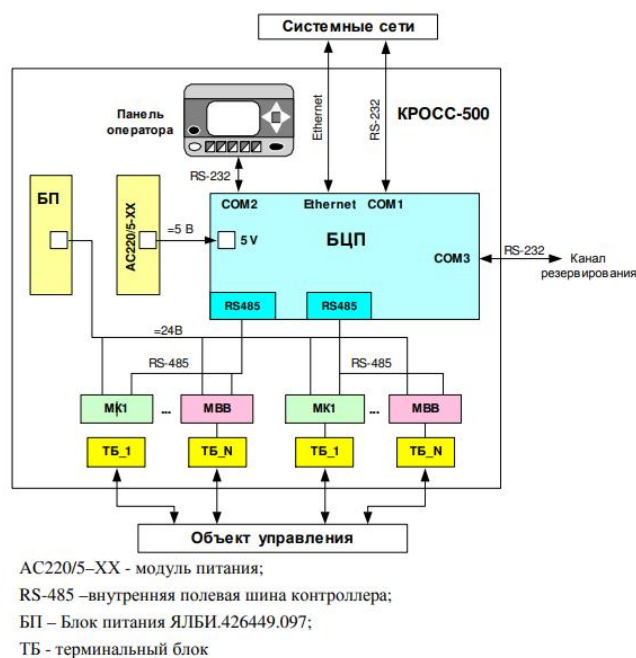 Системные сети
Панель
оператора
Ethernet
RS-232
КРОСС-500
RS-232
БП
AC220/5-XX
=5 В
COM2
Ethernet
COM1
5 V
БЦП
COM3
RS-232
Канал
резервирования
RS485
RS485
=24В
RS-485
RS-485
МК1
...
МВВ
МК1
...
МВВ
ТБ_1
ТБ_N
ТБ_1
ТБ_N
Объект управления
АС220/5–ХХ - модуль питания;
RS-485 –внутренняя полевая шина контроллера;
БП – Блок питания ЯЛБИ.426449.097;
ТБ - терминальный блок